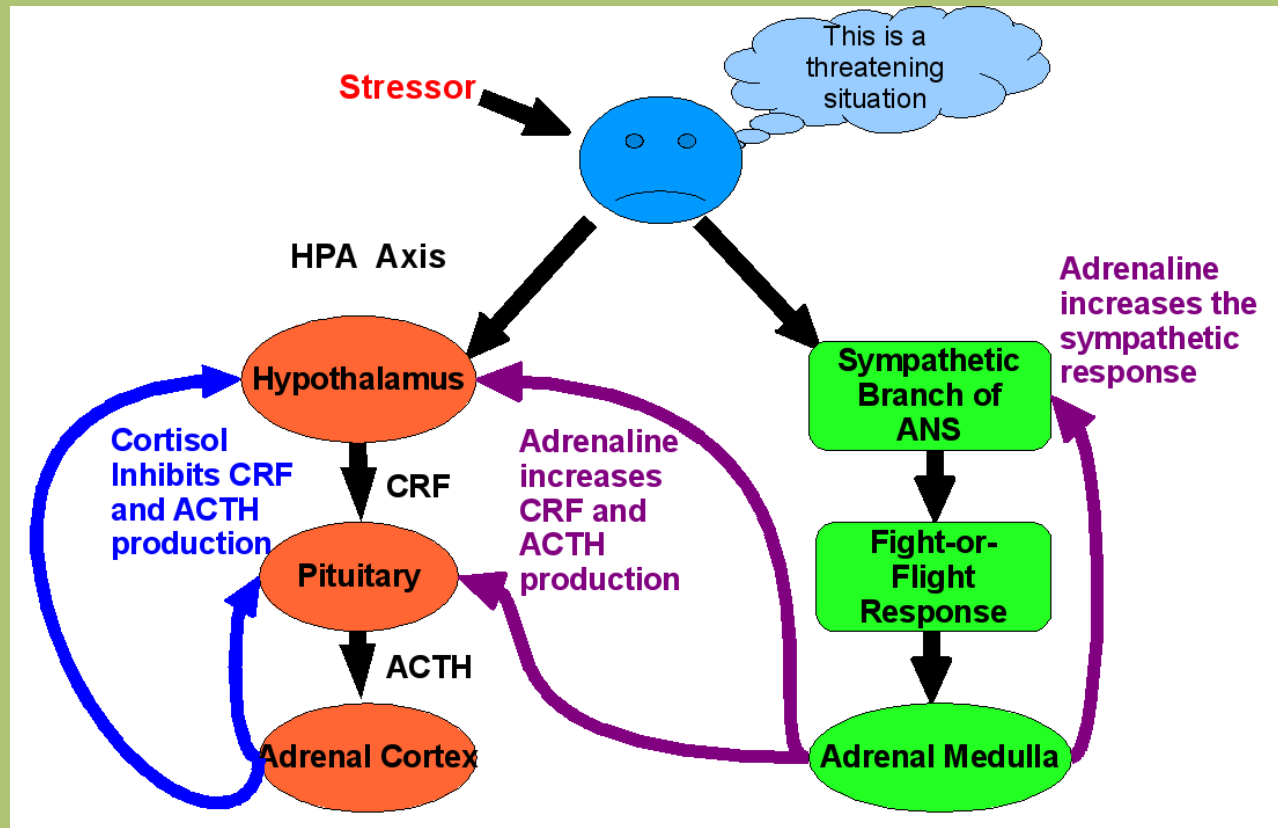 This is a
threatening
situation
Stressor
HPA Axis
Adrenaline
increases the
sympathetic
response
Hypothalamus
Sympathetic
Branch of
ANS
Cortisol
Inhibits CRF
and ACTH
production
CRF
Adrenaline
increases
CRF and
ACTH
production
Pituitary
Fight-or-
Flight
Response
ACTH
Adrenal Cortex
Adrenal Medulla